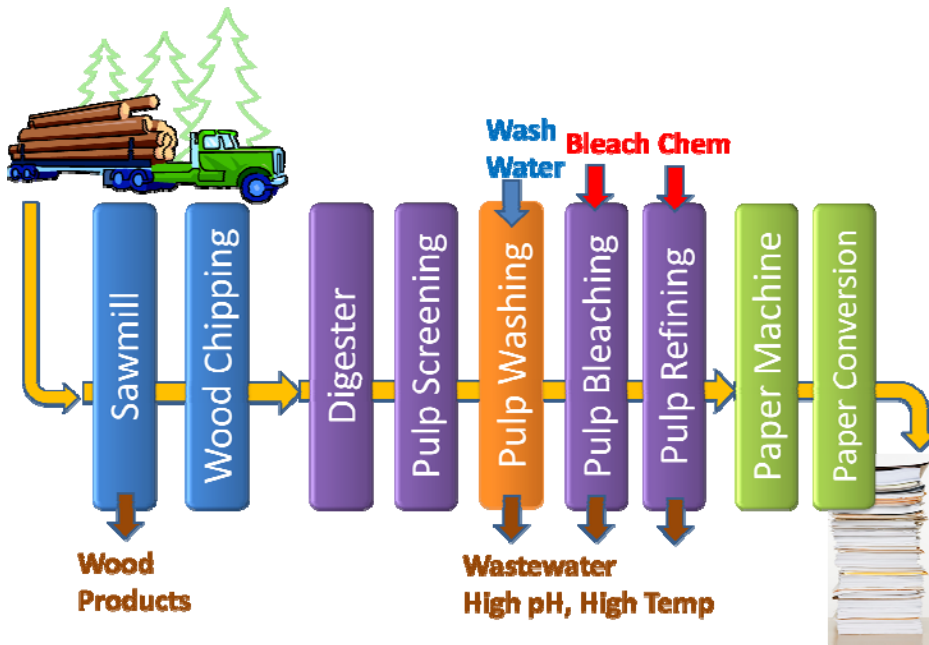 Wash
Water
Bleach Chem
Sawmill
Wood Chipping
Digester
Pulp Screening
Pulp Washing
Pulp Bleaching
Pulp Refining
Paper Machine
Paper Conversion
Wood
Products
Wastewater
High pH, High Temp